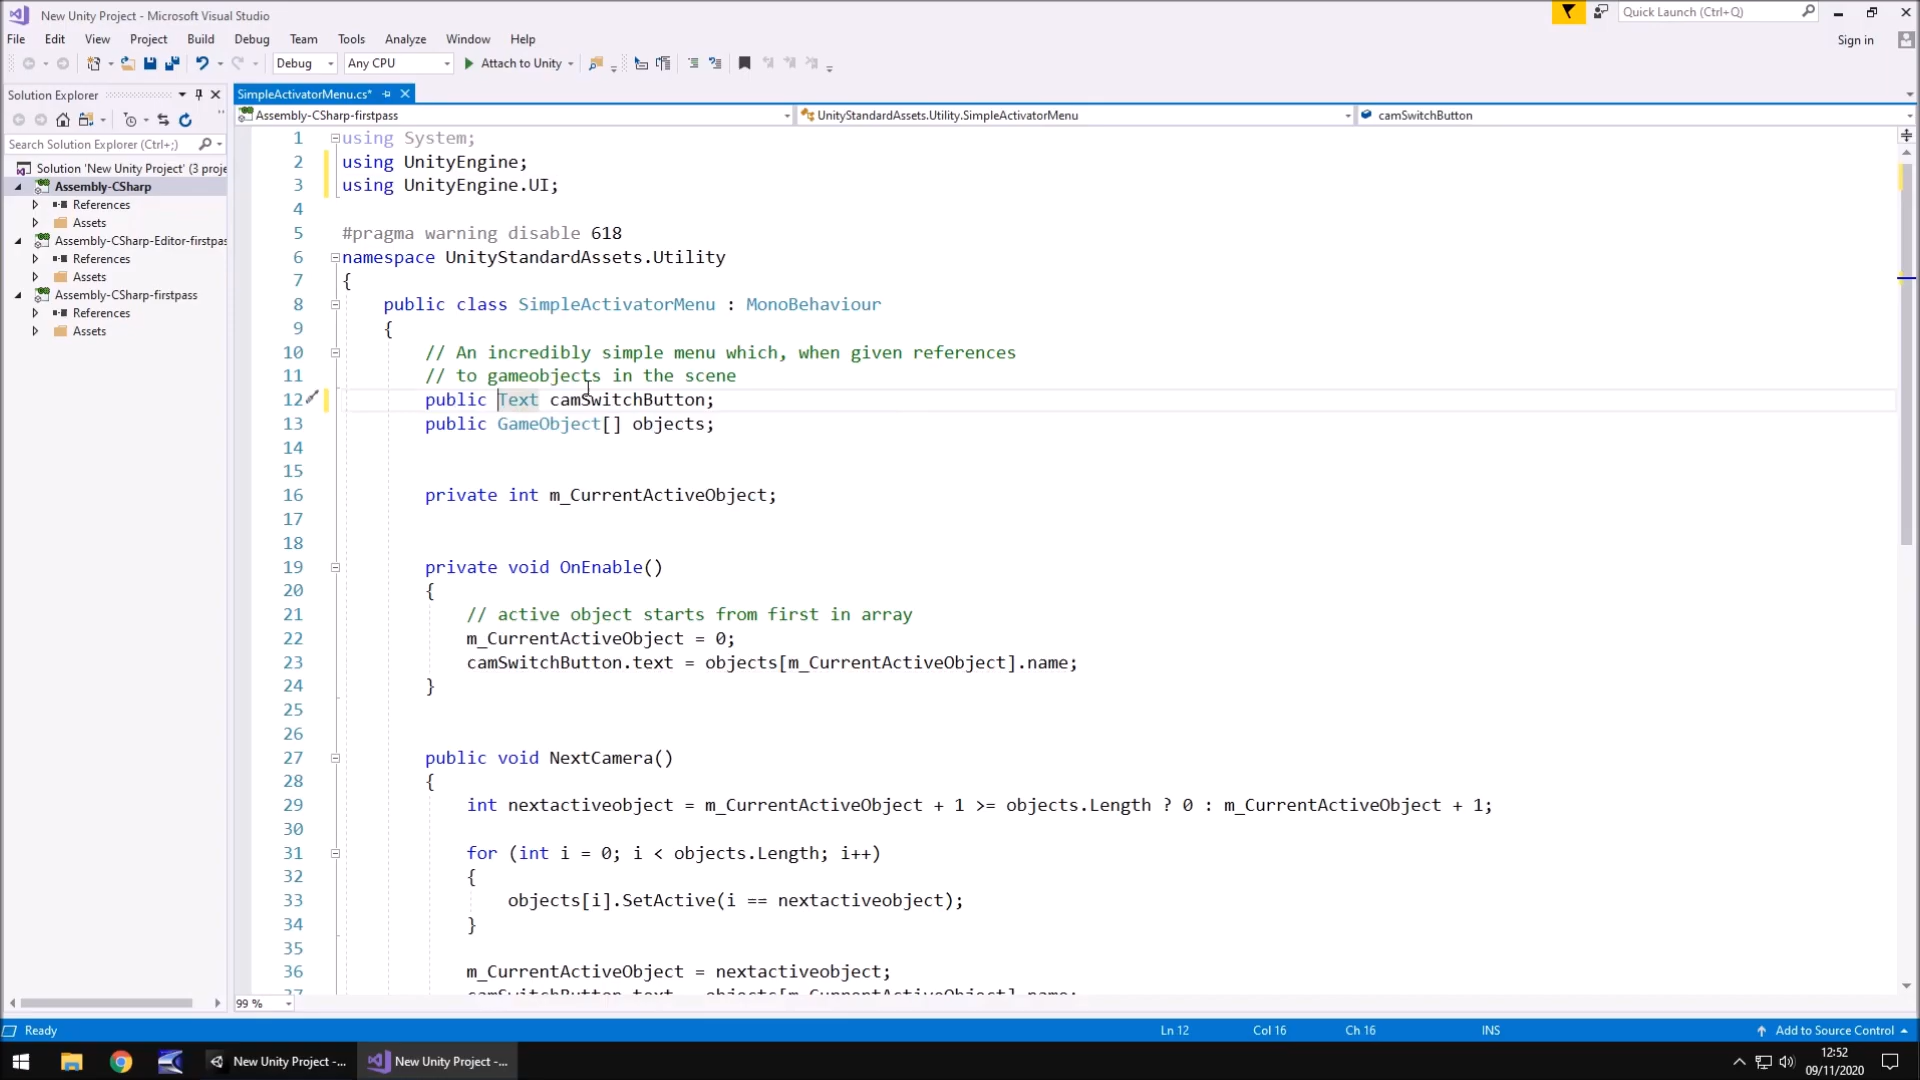 New Unity Project - Microsoft Visual Studio
Quick Launch (Ctrl+Q)
File Edit View Project Build Debug Team Tools Analyze Window Help
Sign in
Debug Any CPU Attach to Unity
Solution Explorer
SimpleActivatorMenu.cs*
Assembly-CSharp-firstpass
UnityStandardAssets.Utility.SimpleActivatorMenu
camSwitchButton
Search Solution Explorer (Ctrl+;)
Solution 'New Unity Project' (3 proje
Assembly-CSharp
References
Assets
Assembly-CSharp-Editor-firstpas
References
Assets
Assembly-CSharp-firstpass
References
Assets
1 using System;
2 using UnityEngine;
3 using UnityEngine.UI;
4
5 #pragma warning disable 618
6 namespace UnityStandardAssets.Utility
7 {
8 public class SimpleActivatorMenu : MonoBehaviour
9 {
10 // An incredibly simple menu which, when given references
11 // to gameobjects in the scene
12 public Text camSwitchButton;
13 public GameObject[] objects;
14
15
16 private int m_CurrentActiveObject;
17
18
19 private void OnEnable()
20 {
21 // active object starts from first in array
22 m_CurrentActiveObject = 0;
23 camSwitchButton.text = objects[m_CurrentActiveObject].name;
24 }
25
26
27 public void NextCamera()
28 {
29 int nextactiveobject = m_CurrentActiveObject + 1 >= objects.Length ? 0 : m_CurrentActiveObject + 1;
30
31 for (int i = 0; i < objects.Length; i++)
32 {
33 objects[i].SetActive(i == nextactiveobject);
34 }
35
36 m_CurrentActiveObject = nextactiveobject;
37 camSwitchButton.text = objects[m_CurrentActiveObject].name;
99 %
Ready
Ln 12 Col 16 Ch 16 INS
Add to Source Control
New Unity Project -...
New Unity Project -...
12:52
09/11/2020